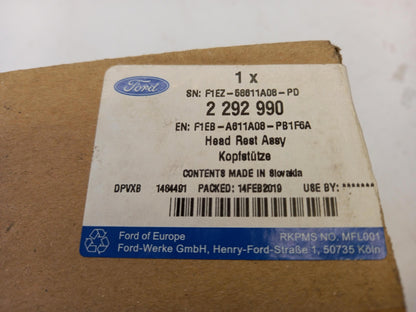 1 x
Ford
SN: F1EZ-58611A08-PD
2 292 990
EN: F1EB-A611A08-PB1F6A
Head Rest Assy
Kopfstütze
CONTENTS MADE IN Slovakia
DPVXB 1464491 PACKED: 14FEB2019 USE BY: *******
Ford of Europe RKPMS NO. MFL001
Ford-Werke GmbH, Henry-Ford-Straße 1, 50735 Köln